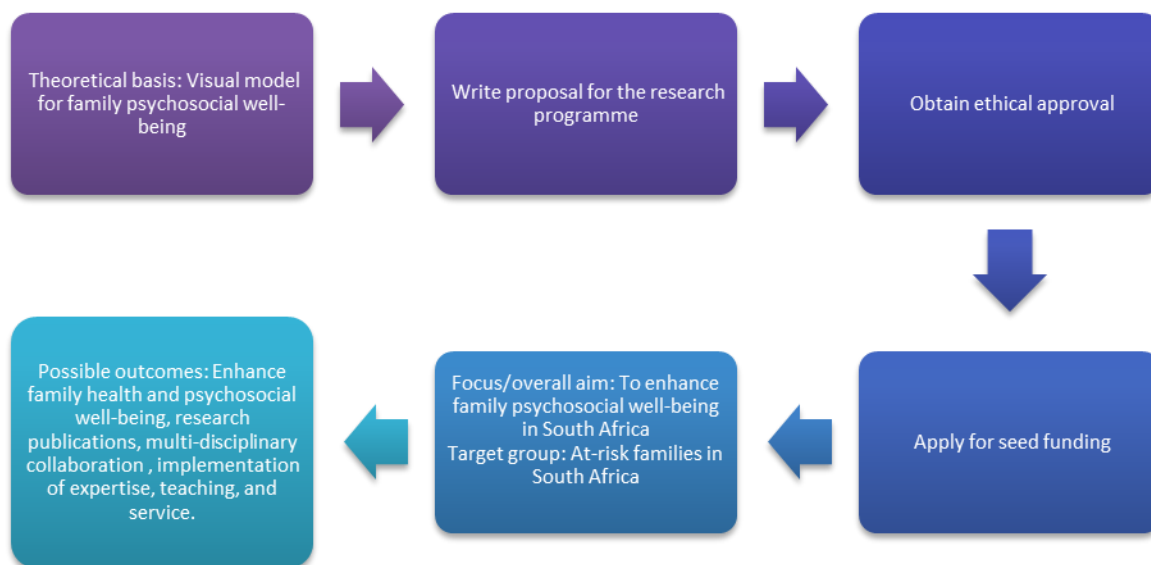 Theoretical basis: Visual model
for family psychosocial well-
being
Write proposal for the research
programme
Obtain ethical approval
Apply for seed funding
Focus/overall aim: To enhance
family psychosocial well-being
in South Africa
Target group: At-risk families in
South Africa
Possible outcomes: Enhance
family health and psychosocial
well-being, research
publications, multi-disciplinary
collaboration , implementation
of expertise, teaching, and
service.